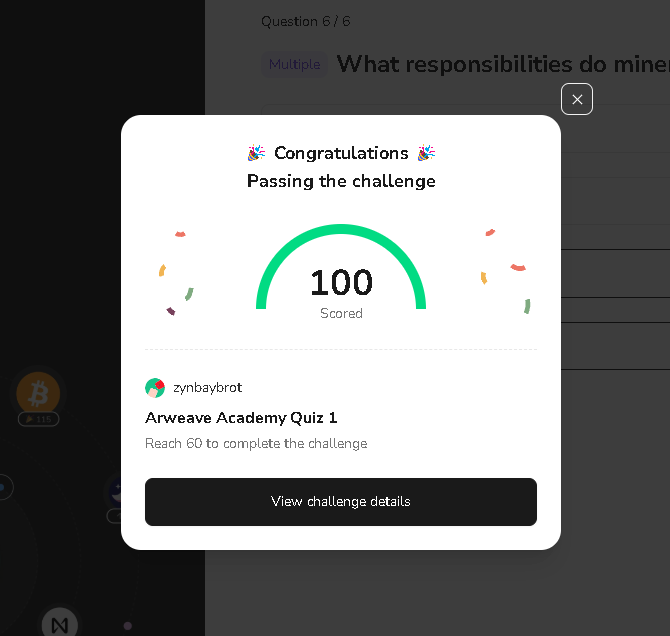 Question 6 / 6
Multiple What responsibilities do mine
Congratulations
Passing the challenge
100
Scored
zynbaybrot
Arweave Academy Quiz 1
Reach 60 to complete the challenge
View challenge details
115